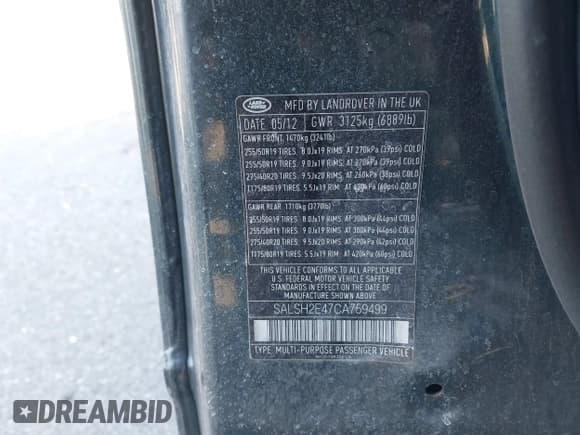 LAND ROVER
MFD BY LANDROVER IN THE UK
DATE 05/12 GWR 3125kg (6889lb)
GAWR FRONT 1470kg (3241lb)
255/50R19 TIRES 8.0Jx19 RIMS AT 270kPa (39psi) COLD
255/50R19 TIRES 9.0Jx19 RIMS AT 270kPa (39psi) COLD
275/40R20 TIRES 9.5Jx20 RIMS AT 260kPa (38psi) COLD
T175/80R19 TIRES 5.5Jx19 RIM AT 420kPa (60psi) COLD
GAWR REAR 1710kg (3770lb)
255/50R19 TIRES 8.0Jx19 RIMS AT 300kPa (44psi) COLD
255/50R19 TIRES 9.0Jx19 RIMS AT 300kPa (44psi) COLD
275/40R20 TIRES 9.5Jx20 RIMS AT 290kPa (42psi) COLD
T175/80R19 TIRES 5.5Jx19 RIM AT 420kPa (60psi) COLD
THIS VEHICLE CONFORMS TO ALL APPLICABLE
U.S FEDERAL MOTOR VEHICLE SAFETY
STANDARDS IN EFFECT ON THE DATE OF
MANUFACTURE SHOWN ABOVE
SALSH2E47CA759499
TYPE: MULTI-PURPOSE PASSENGER VEHICLE
DREAMBID